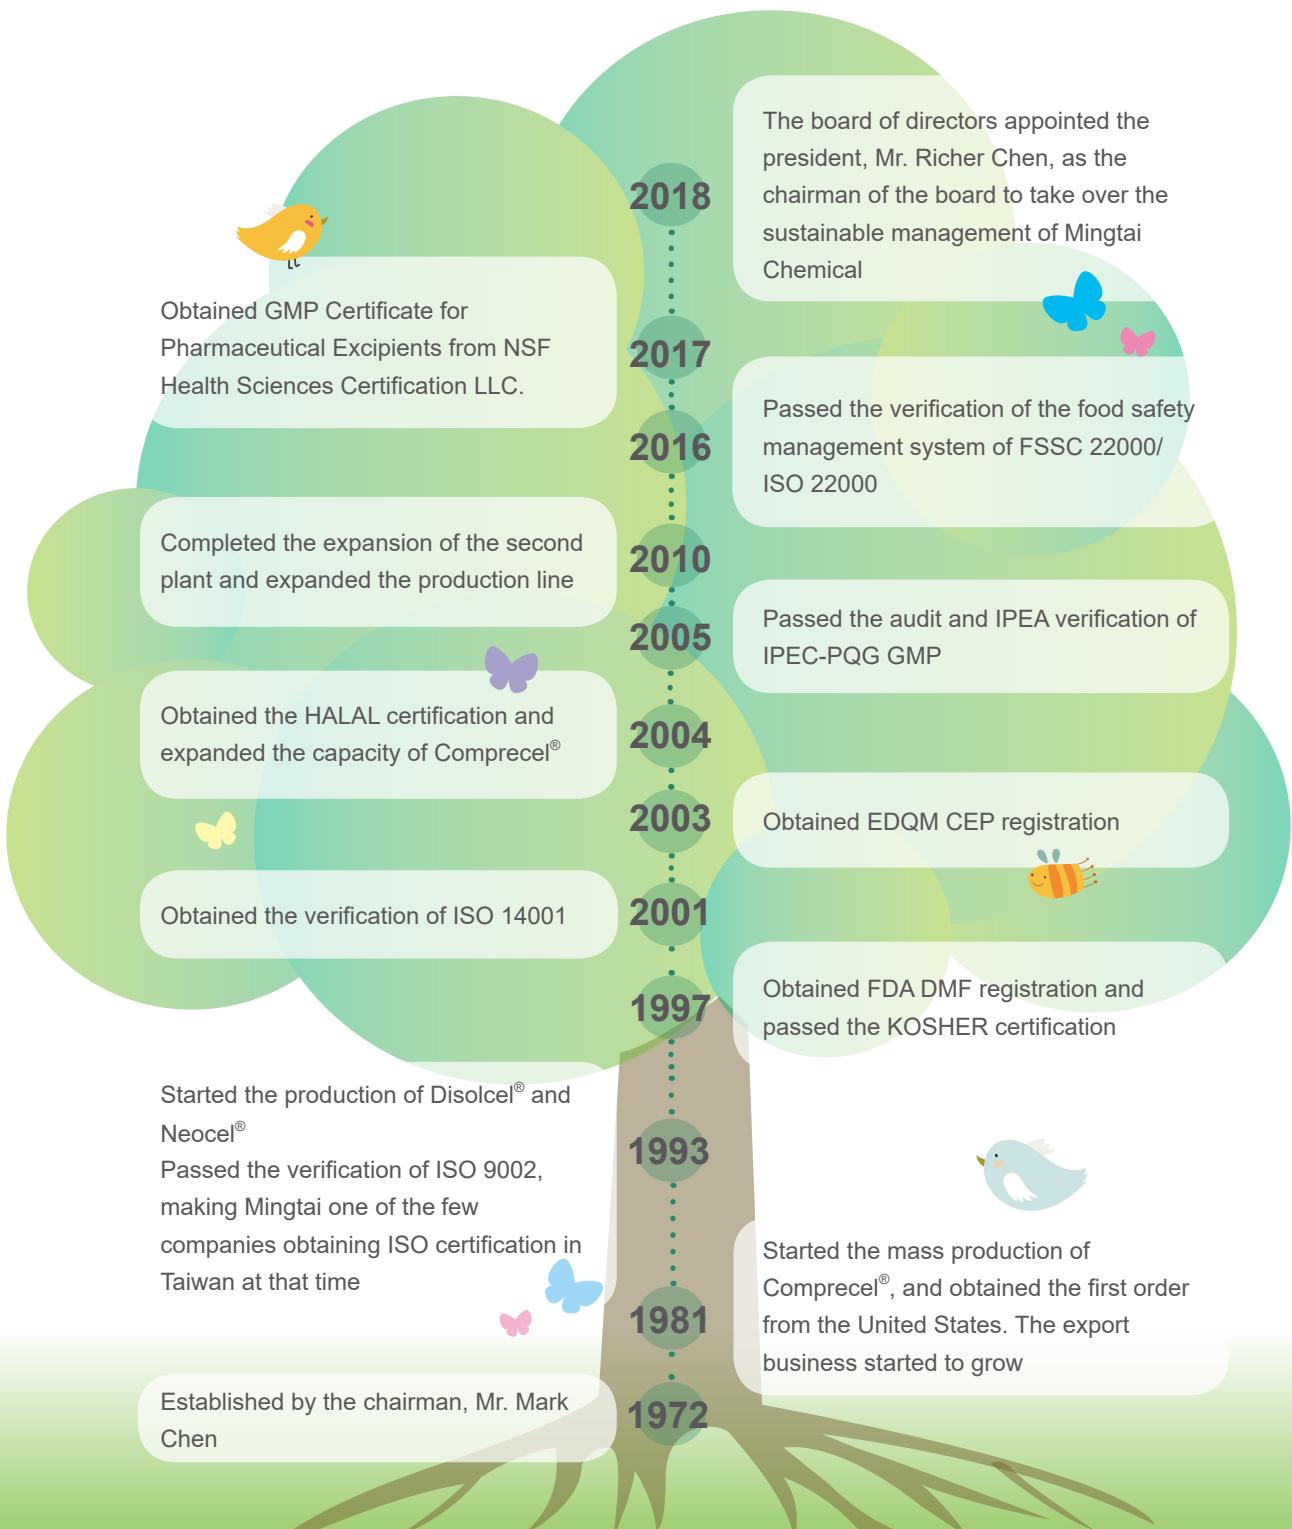 2018
The board of directors appointed the
president, Mr. Richer Chen, as the
chairman of the board to take over the
sustainable management of Mingtai
Chemical
2017
Obtained GMP Certificate for
Pharmaceutical Excipients from NSF
Health Sciences Certification LLC.
2016
Passed the verification of the food safety
management system of FSSC 22000/
ISO 22000
2010
Completed the expansion of the second
plant and expanded the production line
2005
Passed the audit and IPEA verification of
IPEC-PQG GMP
2004
Obtained the HALAL certification and
expanded the capacity of Comprecel®
2003
Obtained EDQM CEP registration
2001
Obtained the verification of ISO 14001
1997
Obtained FDA DMF registration and
passed the KOSHER certification
1993
Started the production of Disolcel® and
Neocel®
Passed the verification of ISO 9002,
making Mingtai one of the few
companies obtaining ISO certification in
Taiwan at that time
1981
Started the mass production of
Comprecel®, and obtained the first order
from the United States. The export
business started to grow
1972
Established by the chairman, Mr. Mark
Chen